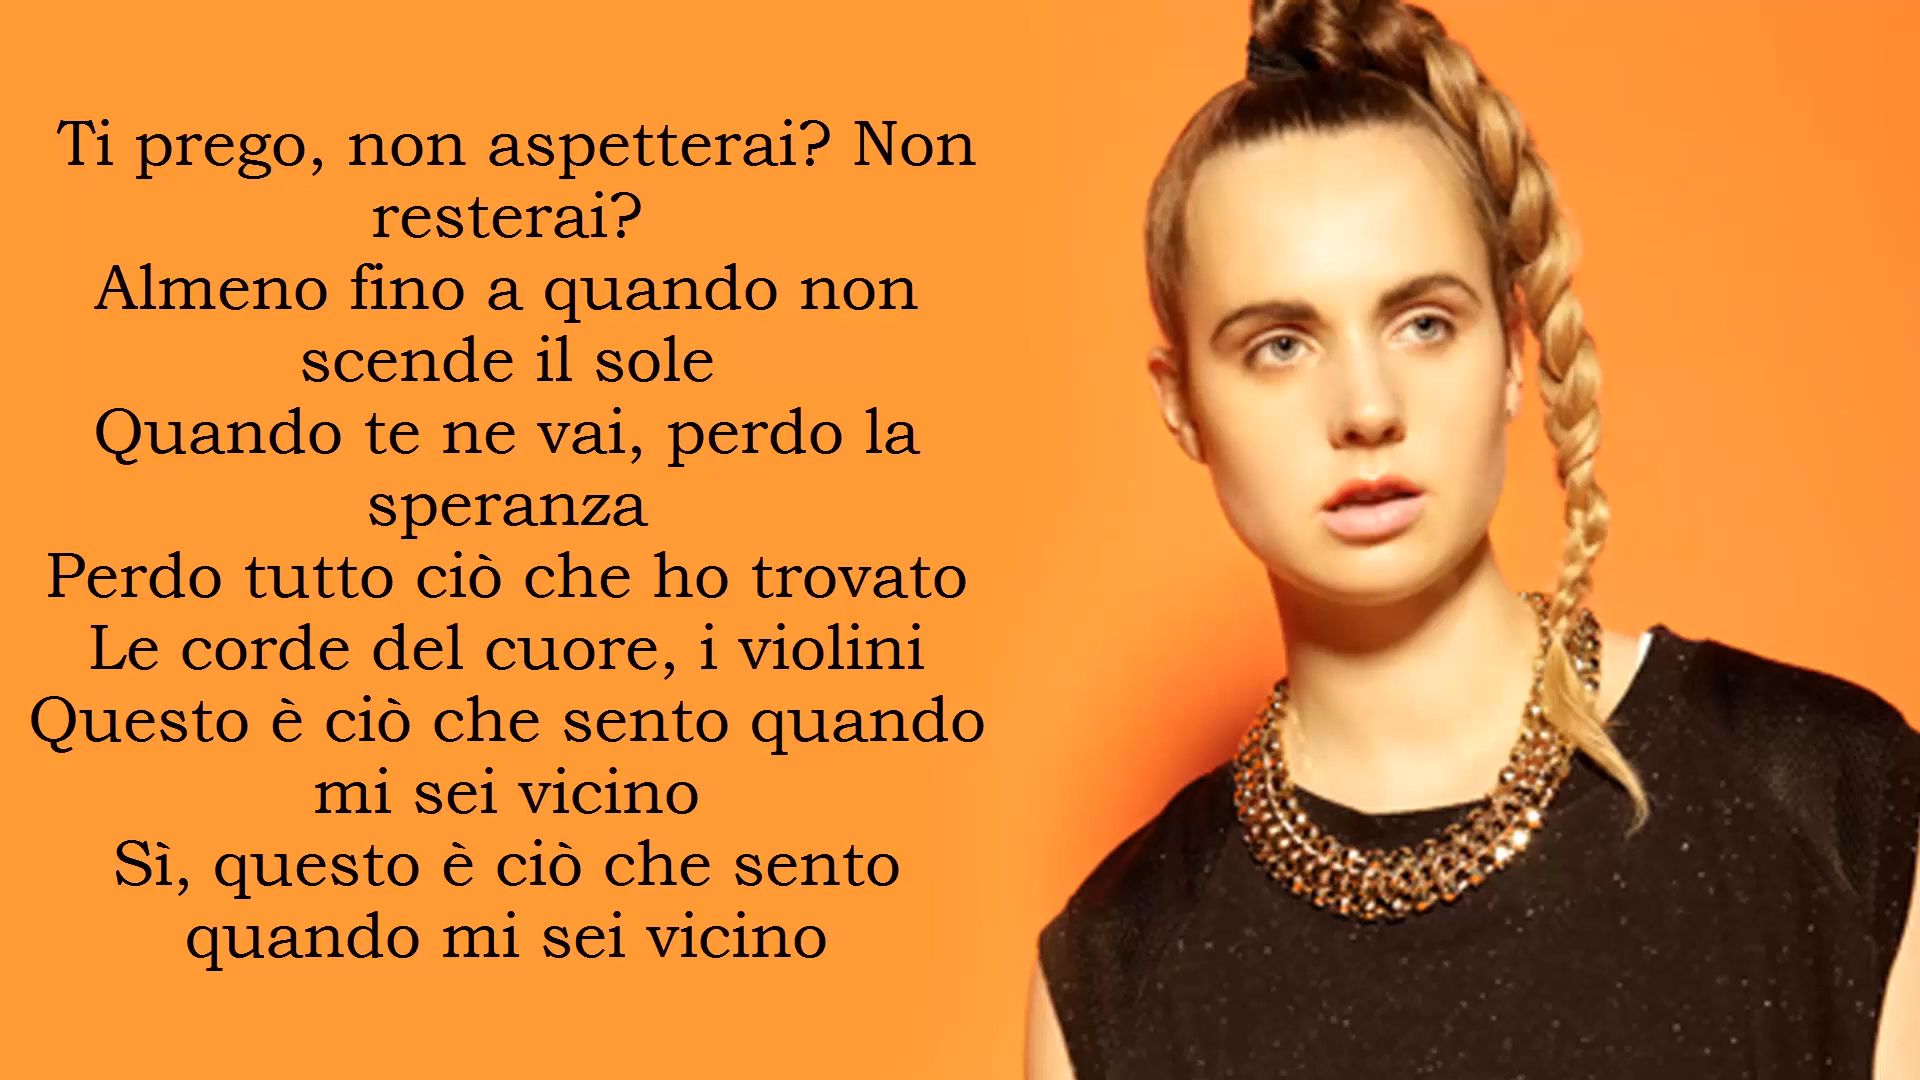 Ti prego, non aspetterai? Non
resterai?
Almeno fino a quando non
scende il sole
Quando te ne vai, perdo la
speranza
Perdo tutto ciò che ho trovato
Le corde del cuore, i violini
Questo è ciò che sento quando
mi sei vicino
Sì, questo è ciò che sento
quando mi sei vicino